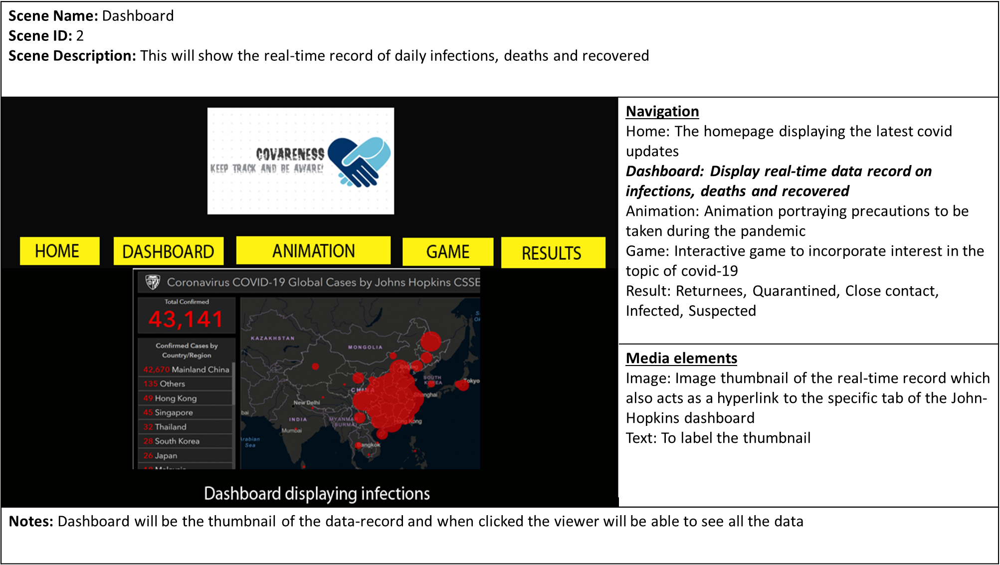 Scene Name: Dashboard
Scene ID: 2
Scene Description: This will show the real-time record of daily infections, deaths and recovered
COVARENESS
KEEP TRACK AND BE AWARE!
HOME
DASHBOARD
ANIMATION
GAME
RESULTS
Coronavirus COVID-19 Global Cases by Johns Hopkins CSSE
Total Confirmed
43,141
Confirmed Cases by
Country/Region
42,670 Mainland China
135 Others
49 Hong Kong
45 Singapore
32 Thailand
28 South Korea
26 Japan
KAZAKHSTAN
MONGOLIA
Beijing
SOUTH
KOREA
Tokyo
CHINA
Shanghai
New Delhi
INDIA
MYANMAR
(BURMA)
Hong Kong
Mumbai
Arabian
Sea
Bangkok
Dashboard displaying infections
Navigation
Home: The homepage displaying the latest covid
updates
Dashboard: Display real-time data record on
infections, deaths and recovered
Animation: Animation portraying precautions to be
taken during the pandemic
Game: Interactive game to incorporate interest in the
topic of covid-19
Result: Returnees, Quarantined, Close contact,
Infected, Suspected
Media elements
Image: Image thumbnail of the real-time record which
also acts as a hyperlink to the specific tab of the John-
Hopkins dashboard
Text: To label the thumbnail
Notes: Dashboard will be the thumbnail of the data-record and when clicked the viewer will be able to see all the data